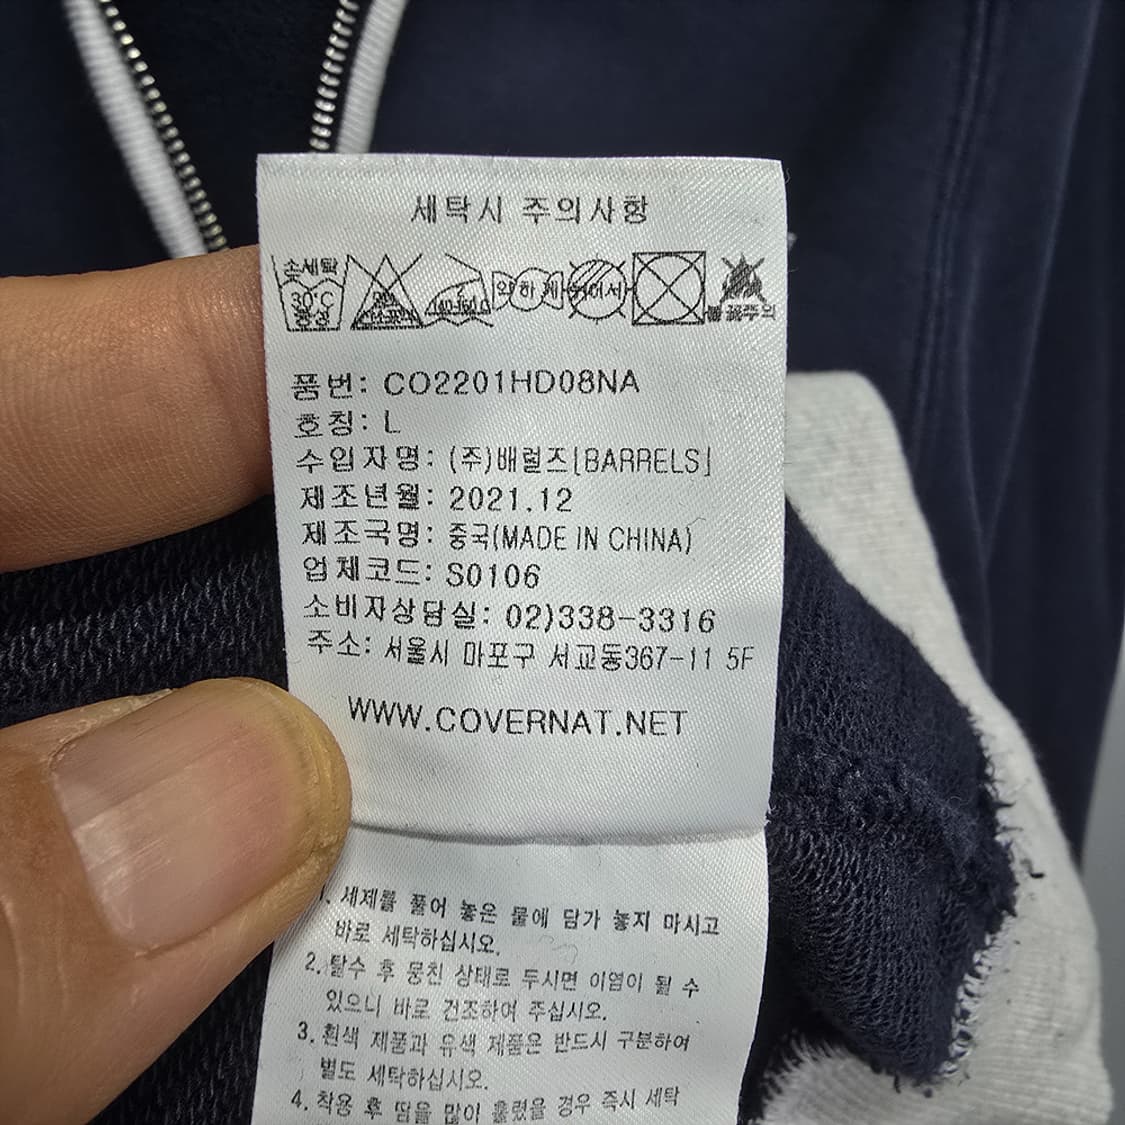 세탁시 주의사항
손세탁
30°C
중성
140-160°C
약하게
뉘어서
불꽃주의
품번: CO2201HD08NA
호칭: L
수입자명: (주)배럴즈[BARRELS]
제조년월: 2021.12
제조국명: 중국(MADE IN CHINA)
업체코드: S0106
소비자상담실: 02)338-3316
주소: 서울시 마포구 서교동367-11 5F
WWW.COVERNAT.NET
1. 세제를 풀어 놓은 물에 담가 놓지 마시고
바로 세탁하십시오.
2. 탈수 후 뭉친 상태로 두시면 이염이 될 수
있으니 바로 건조하여 주십시오.
3. 흰색 제품과 유색 제품은 반드시 구분하여
별도 세탁하십시오.
4. 착용 후 땀을 많이 흘렸을 경우 즉시 세탁